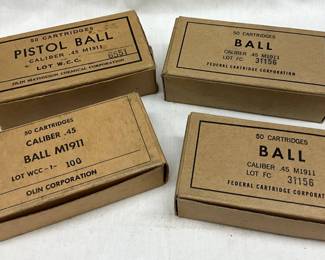 50 CARTRIDGES
PISTOL BALL
CALIBER .45 M1911
LOT W.C.C. 6551
OLIN MATHIESON CHEMICAL CORPORATION
50 CARTRIDGES
BALL
CALIBER .45 M1911
LOT FC 31156
FEDERAL CARTRIDGE CORPORATION
50 CARTRIDGES
CALIBER .45
BALL M1911
LOT WCC-1- 100
OLIN CORPORATION
50 CARTRIDGES
BALL
CALIBER .45 M1911
LOT FC 31156
FEDERAL CARTRIDGE CORPORATION